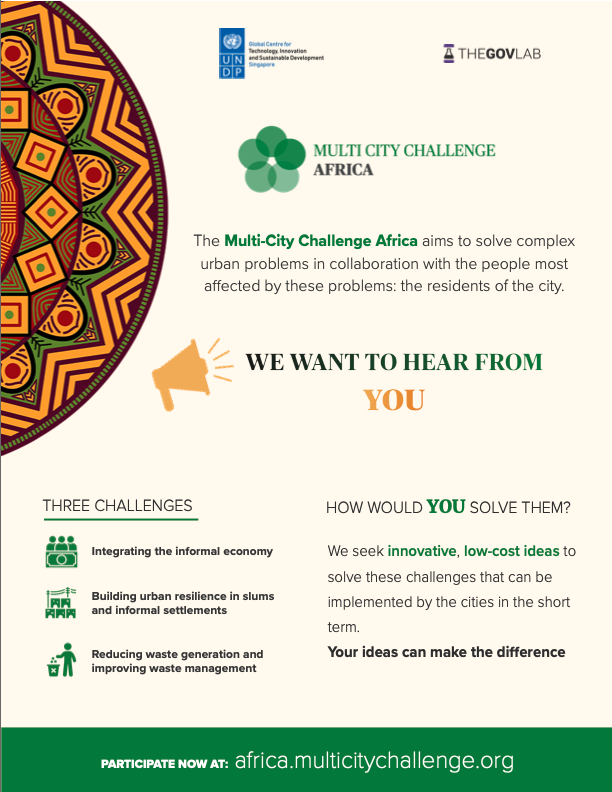 UN
DP
Global Centre for
Technology, Innovation
and Sustainable Development
Singapore
THEGOVLAB
MULTI CITY CHALLENGE
AFRICA
The Multi-City Challenge Africa aims to solve complex
urban problems in collaboration with the people most
affected by these problems: the residents of the city.
WE WANT TO HEAR FROM
YOU
THREE CHALLENGES
Integrating the informal economy
Building urban resilience in slums
and informal settlements
Reducing waste generation and
improving waste management
HOW WOULD YOU SOLVE THEM?
We seek innovative, low-cost ideas to
solve these challenges that can be
implemented by the cities in the short
term.
Your ideas can make the difference
PARTICIPATE NOW AT: africa.multicitychallenge.org